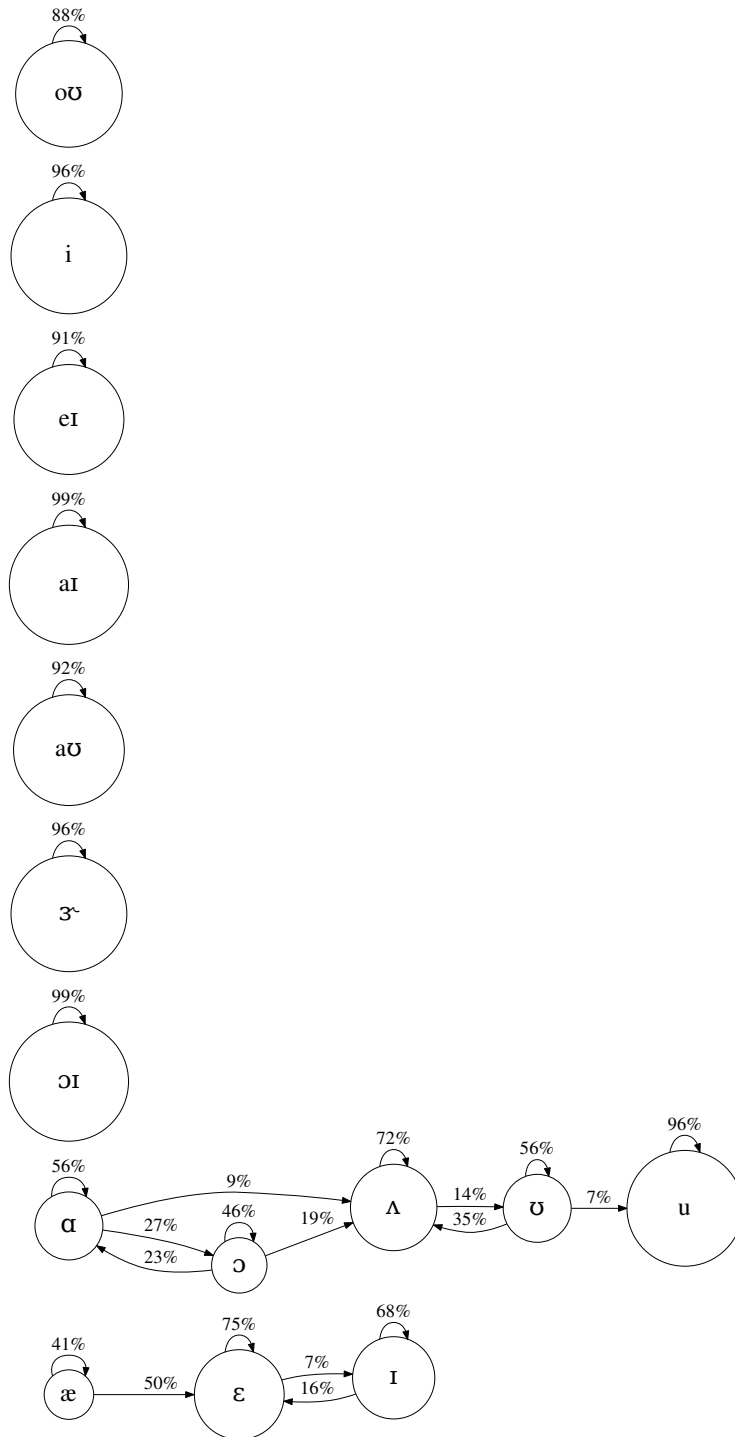 88%
oʊ
96%
i
91%
eɪ
99%
aɪ
92%
aʊ
96%
ɝ
99%
ɔɪ
56%
ɑ
9%
27%
23%
46%
ɔ
19%
72%
ʌ
14%
35%
56%
ʊ
7%
96%
u
41%
æ
50%
75%
ɛ
7%
16%
68%
ɪ